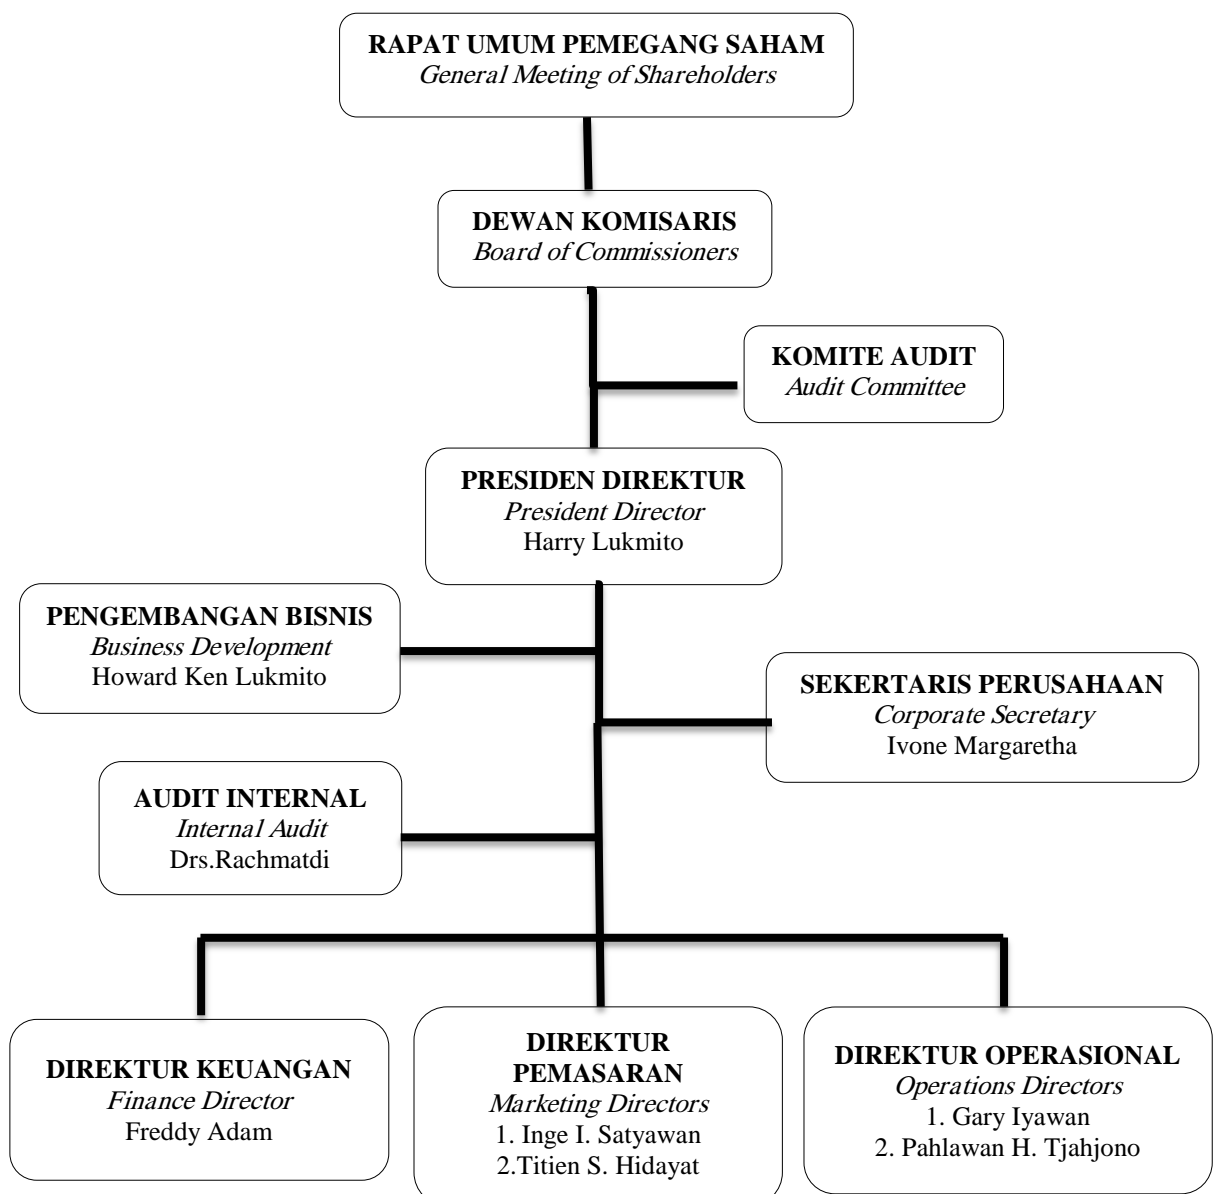 RAPAT UMUM PEMEGANG SAHAM
General Meeting of Shareholders
DEWAN KOMISARIS
Board of Commissioners
KOMITE AUDIT
Audit Committee
PRESIDEN DIREKTUR
President Director
Harry Lukmito
PENGEMBANGAN BISNIS
Business Development
Howard Ken Lukmito
SEKERTARIS PERUSAHAAN
Corporate Secretary
Ivone Margaretha
AUDIT INTERNAL
Internal Audit
Drs.Rachmatdi
DIREKTUR KEUANGAN
Finance Director
Freddy Adam
DIREKTUR
PEMASARAN
Marketing Directors
1. Inge I. Satyawan
2.Titien S. Hidayat
DIREKTUR OPERASIONAL
Operations Directors
1. Gary Iyawan
2. Pahlawan H. Tjahjono